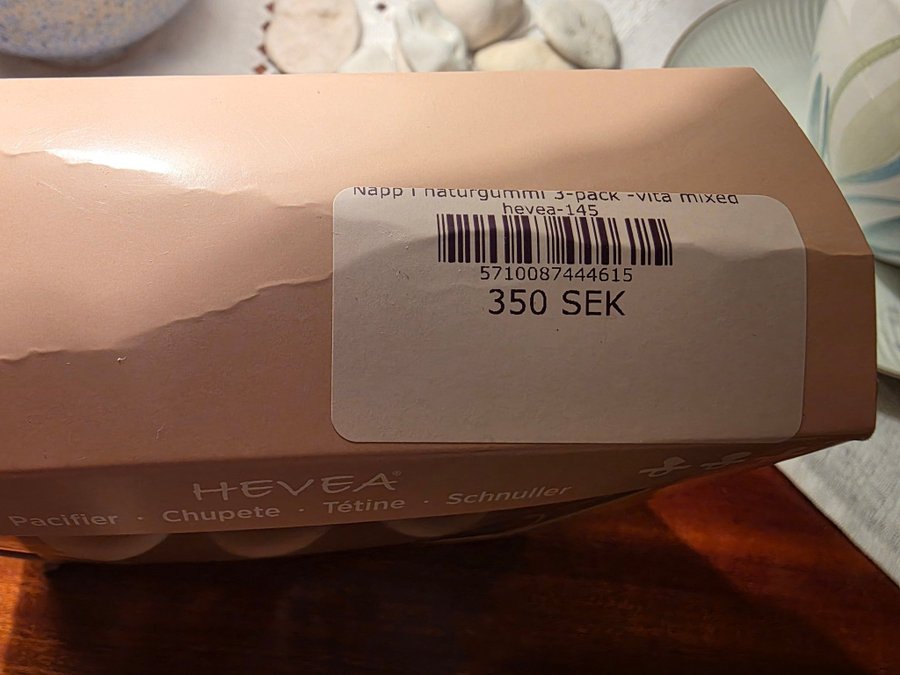 Napp i naturgummi 3-pack -vita mixed
hevea-145
5710087444615
350 SEK
HEVEA®
Pacifier · Chupete · Tétine · Schnuller